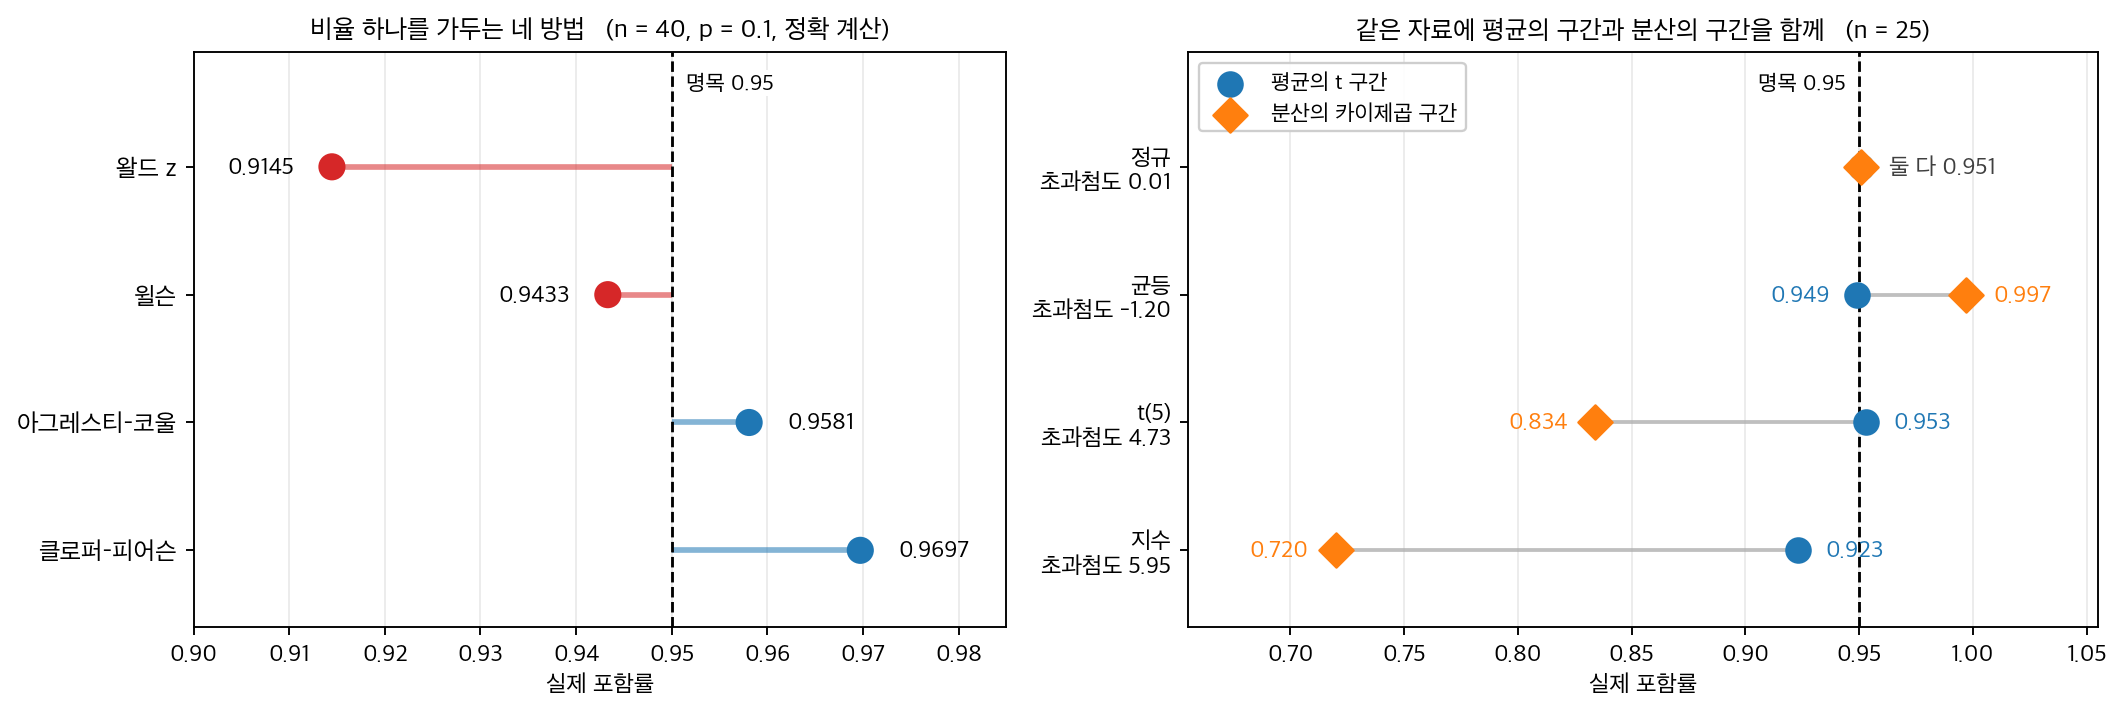 비율 하나를 가두는 네 방법   (n = 40, p = 0.1, 정확 계산)
명목 0.95
왈드 z
0.9145
윌슨
0.9433
아그레스티-코울
0.9581
클로퍼-피어슨
0.9697
0.90 0.91 0.92 0.93 0.94 0.95 0.96 0.97 0.98
실제 포함률
같은 자료에 평균의 구간과 분산의 구간을 함께   (n = 25)
평균의 t 구간
분산의 카이제곱 구간
명목 0.95
정규
초과첨도 0.01
둘 다 0.951
균등
초과첨도 -1.20
0.949 0.997
t(5)
초과첨도 4.73
0.834 0.953
지수
초과첨도 5.95
0.720 0.923
0.70 0.75 0.80 0.85 0.90 0.95 1.00 1.05
실제 포함률